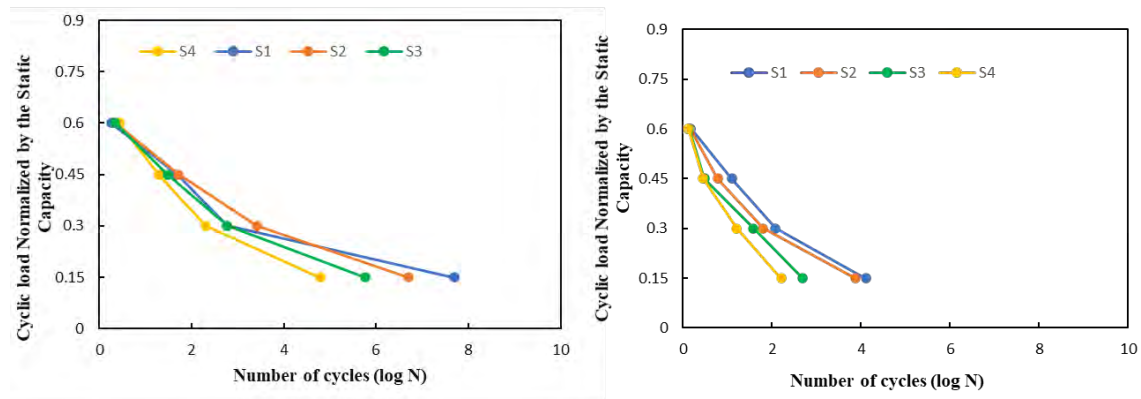 Cyclic load Normalized by the Static
Capacity
0.9
0.75
0.6
0.45
0.3
0.15
0
S4 S1 S2 S3
0 2 4 6 8 10
Number of cycles (log N)
Cyclic load Normalized by the Static
Capacity
0.9
0.75
0.6
0.45
0.3
0.15
0
S1 S2 S3 S4
0 2 4 6 8 10
Number of cycles (log N)